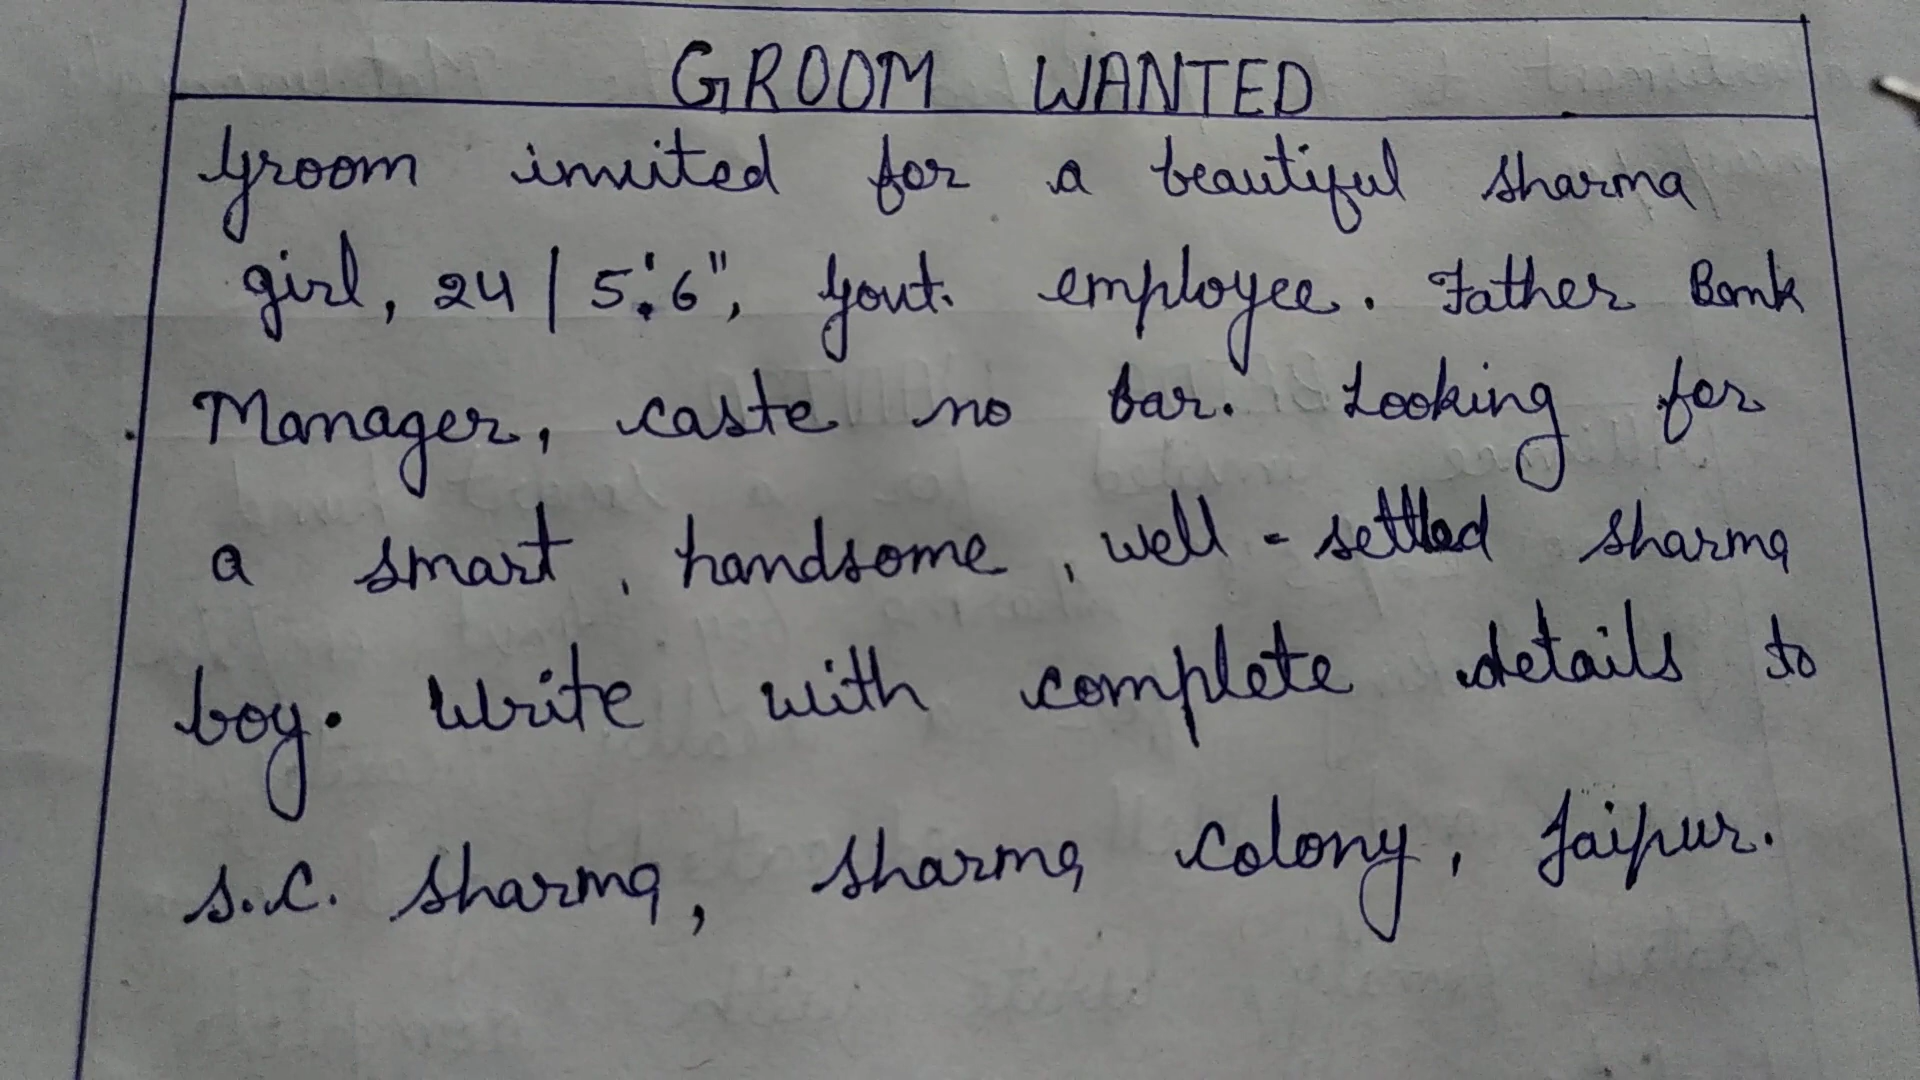 GROOM WANTED
Groom invited for a beautiful Sharma
girl, 24 / 5'.6", Govt. employee. Father Bank
Manager, caste no bar. Looking for
a smart, handsome, well-settled Sharma
boy. Write with complete details to
S.C. Sharma, Sharma Colony, Jaipur.